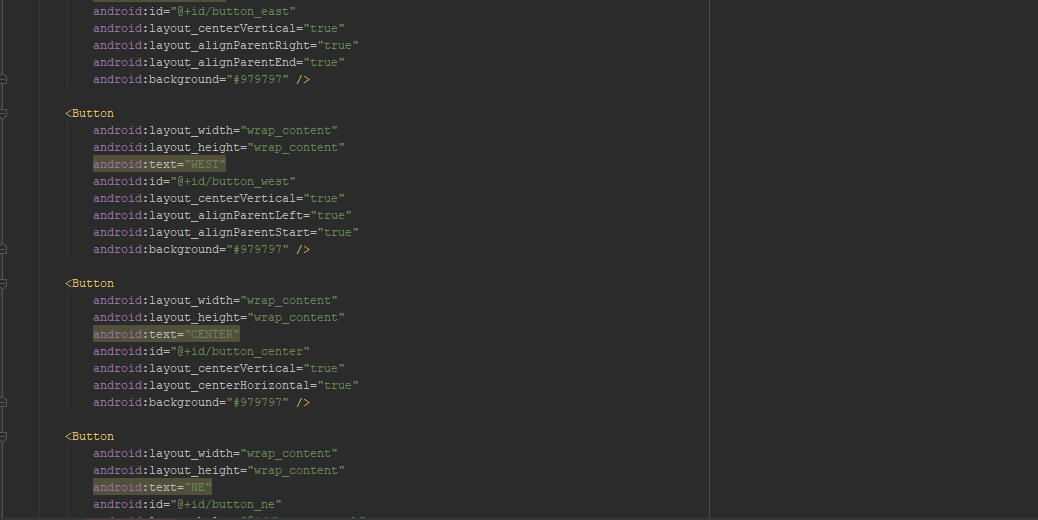 android:id="@+id/button_east"
android:layout_centerVertical="true"
android:layout_alignParentRight="true"
android:layout_alignParentEnd="true"
android:background="#979797" />
<Button
android:layout_width="wrap_content"
android:layout_height="wrap_content"
android:text="WEST"
android:id="@+id/button_west"
android:layout_centerVertical="true"
android:layout_alignParentLeft="true"
android:layout_alignParentStart="true"
android:background="#979797" />
<Button
android:layout_width="wrap_content"
android:layout_height="wrap_content"
android:text="CENTER"
android:id="@+id/button_center"
android:layout_centerVertical="true"
android:layout_centerHorizontal="true"
android:background="#979797" />
<Button
android:layout_width="wrap_content"
android:layout_height="wrap_content"
android:text="NE"
android:id="@+id/button_ne"